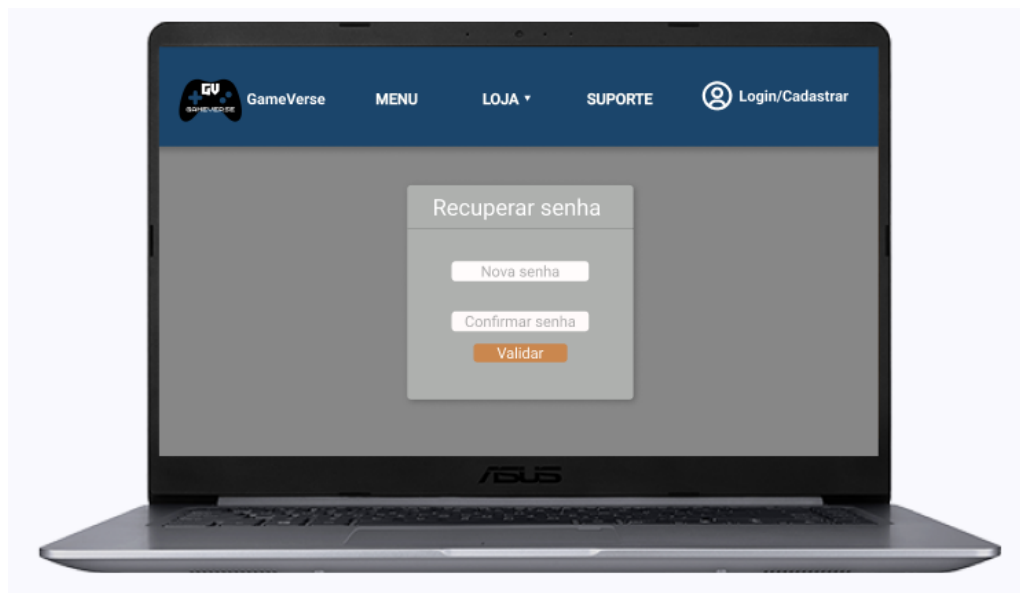 GV
GAMEVERSE
GameVerse
MENU
LOJA ▾
SUPORTE
Login/Cadastrar
Recuperar senha
Nova senha
Confirmar senha
Validar
ASUS